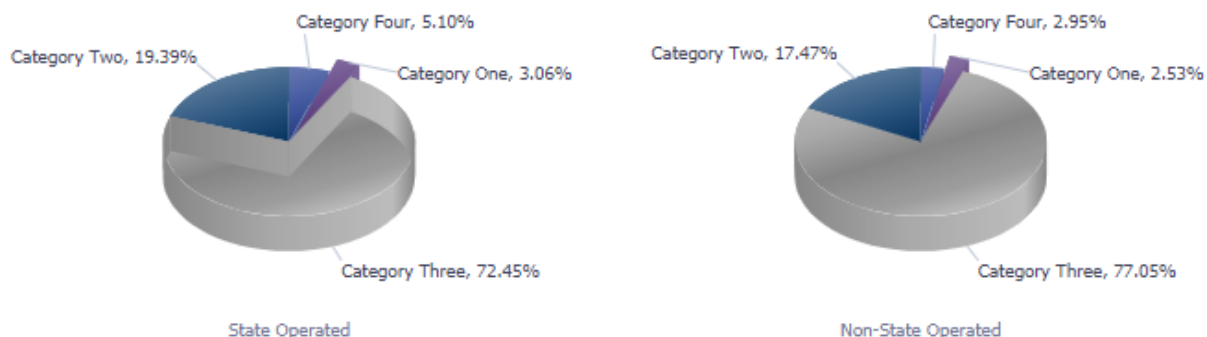 Category Four, 5.10%
Category Two, 19.39%
Category One, 3.06%
Category Three, 72.45%
State Operated
Category Four, 2.95%
Category Two, 17.47%
Category One, 2.53%
Category Three, 77.05%
Non-State Operated